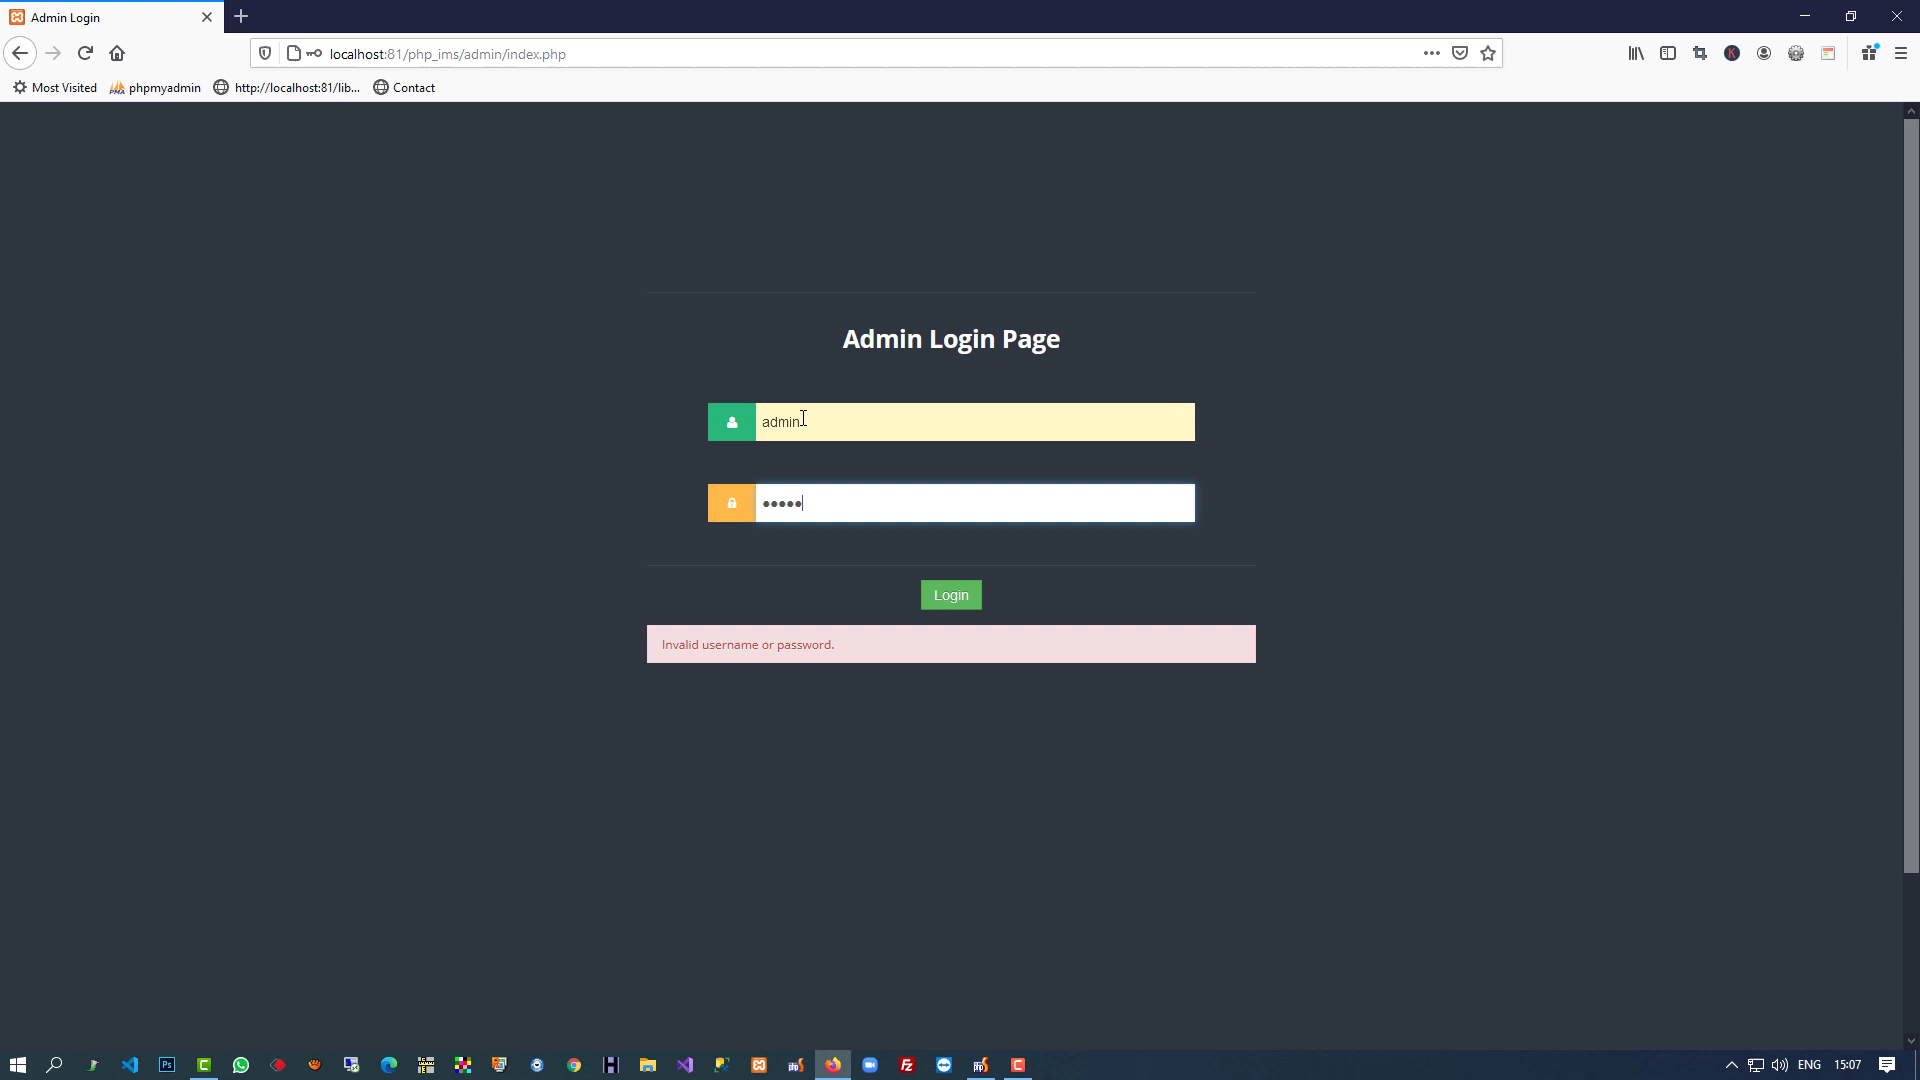 Admin Login
localhost:81/php_ims/admin/index.php
Most Visited
phpmyadmin
http://localhost:81/lib...
Contact
Admin Login Page
admin
•••••
Login
Invalid username or password.
ENG
15:07